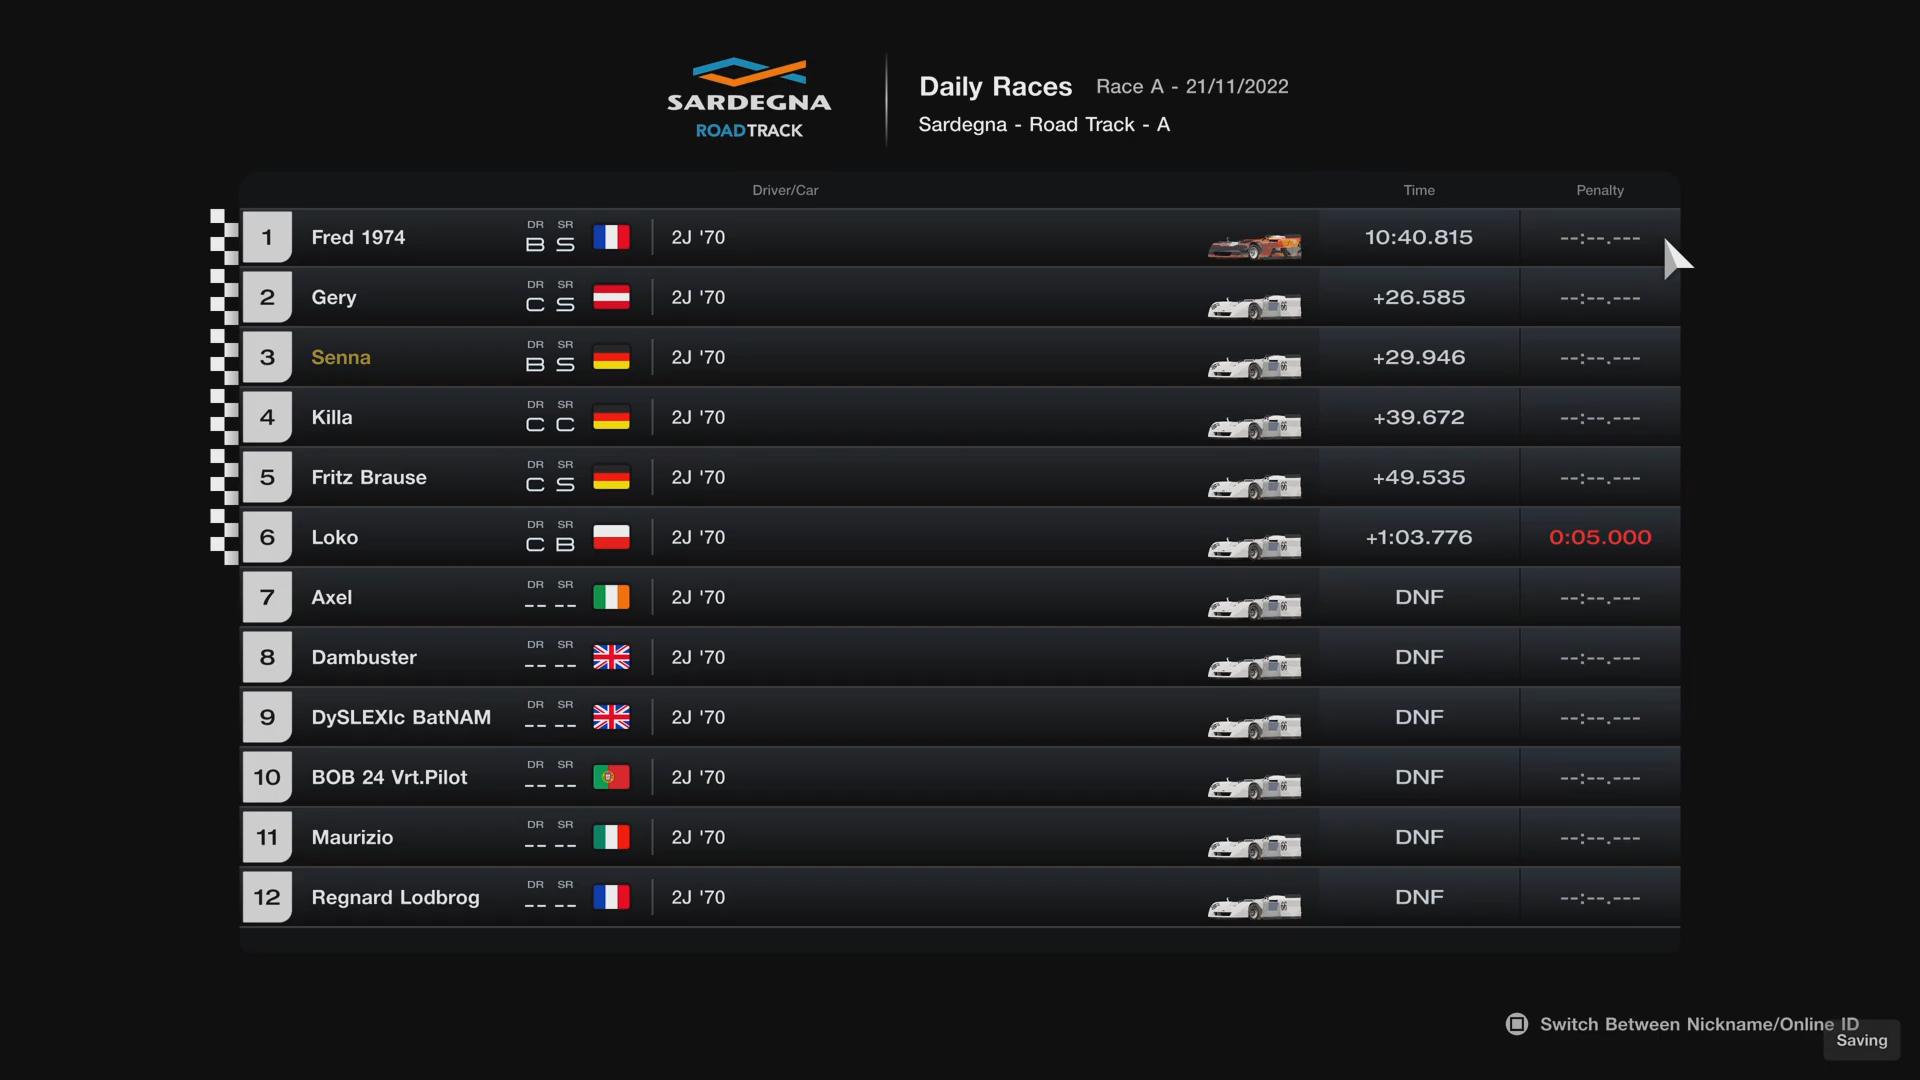 SARDEGNA
ROADTRACK
Daily Races Race A - 21/11/2022
Sardegna - Road Track - A
Driver/Car Time Penalty
1 Fred 1974 DR B SR S 2J '70 10:40.815 --:--.---
2 Gery DR C SR S 2J '70 +26.585 --:--.---
3 Senna DR B SR S 2J '70 +29.946 --:--.---
4 Killa DR C SR C 2J '70 +39.672 --:--.---
5 Fritz Brause DR C SR S 2J '70 +49.535 --:--.---
6 Loko DR C SR B 2J '70 +1:03.776 0:05.000
7 Axel DR -- SR -- 2J '70 DNF --:--.---
8 Dambuster DR -- SR -- 2J '70 DNF --:--.---
9 DySLEXIc BatNAM DR -- SR -- 2J '70 DNF --:--.---
10 BOB 24 Vrt.Pilot DR -- SR -- 2J '70 DNF --:--.---
11 Maurizio DR -- SR -- 2J '70 DNF --:--.---
12 Regnard Lodbrog DR -- SR -- 2J '70 DNF --:--.---
Switch Between Nickname/Online ID
Saving